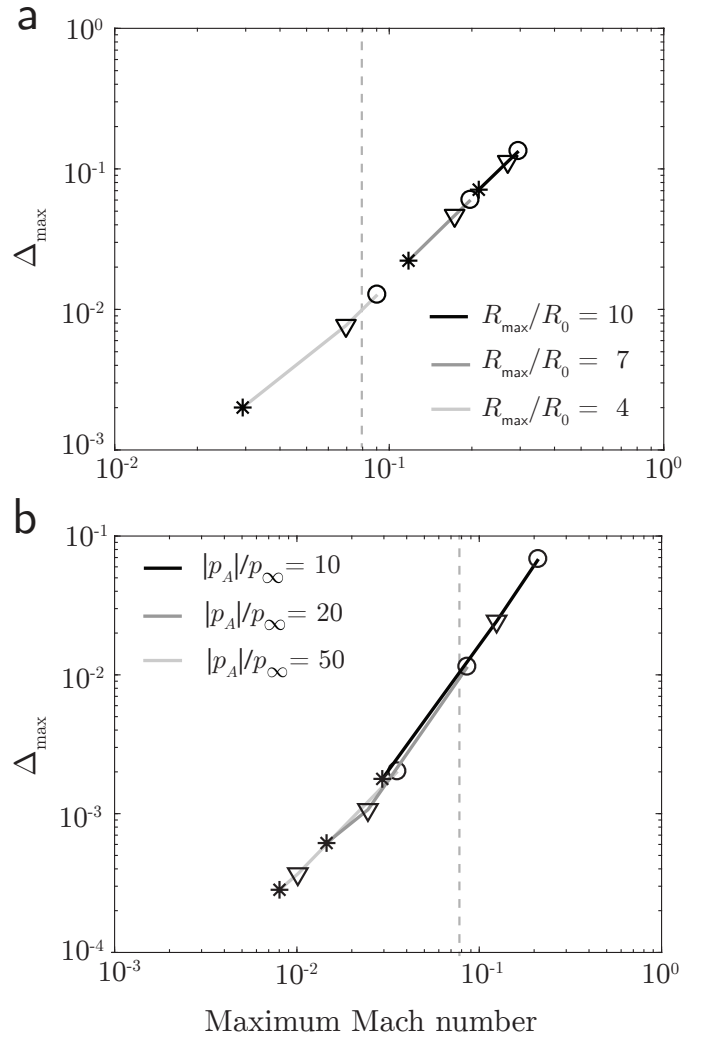 a
10^0
10^-1
10^-2
10^-3
Δ_max
R_max/R_0 = 10
R_max/R_0 = 7
R_max/R_0 = 4
10^-2
10^-1
10^0
b
10^-1
10^-2
10^-3
10^-4
Δ_max
|p_A|/p_∞ = 10
|p_A|/p_∞ = 20
|p_A|/p_∞ = 50
10^-3
10^-2
10^-1
10^0
Maximum Mach number